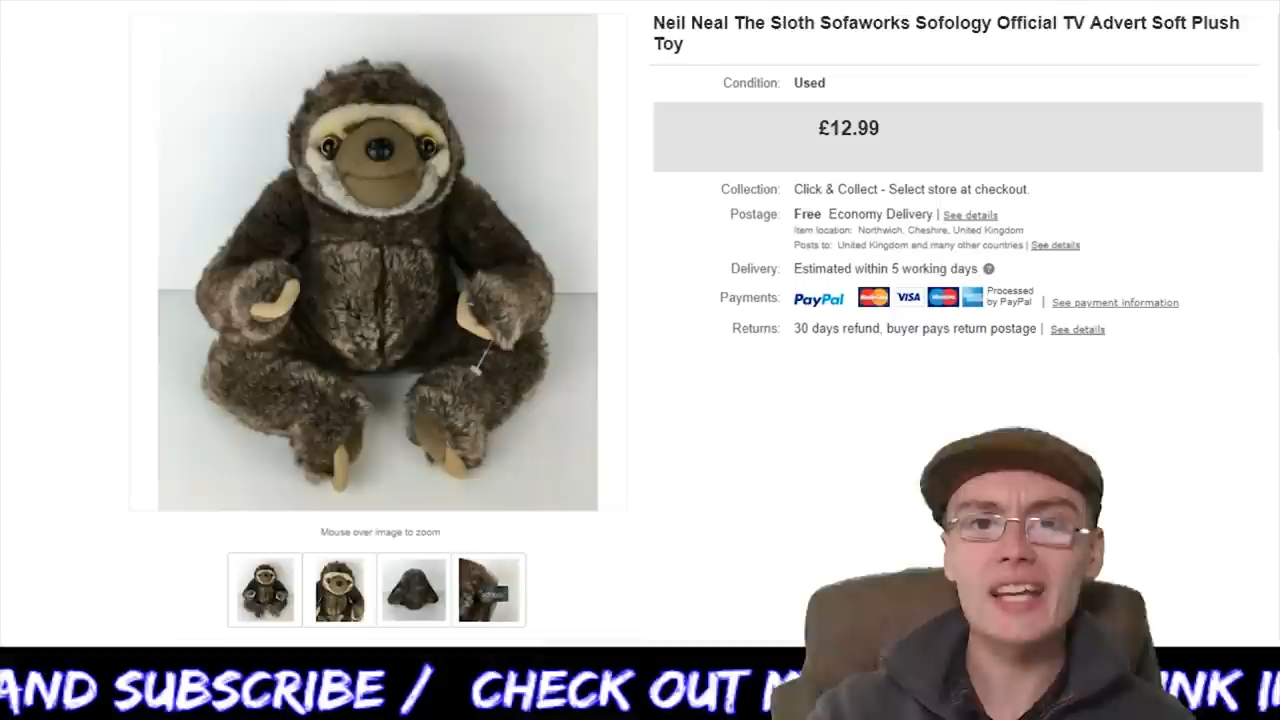 Neil Neal The Sloth Sofaworks Sofology Official TV Advert Soft Plush
Toy
Condition: Used
£12.99
Collection: Click & Collect - Select store at checkout.
Postage: Free Economy Delivery | See details
Item location: Northwich, Cheshire, United Kingdom
Posts to: United Kingdom and many other countries | See details
Delivery: Estimated within 5 working days
Payments: PayPal MasterCard VISA Maestro Processed
by PayPal | See payment information
Returns: 30 days refund, buyer pays return postage | See details
Mouse over image to zoom
AND SUBSCRIBE / CHECK OUT